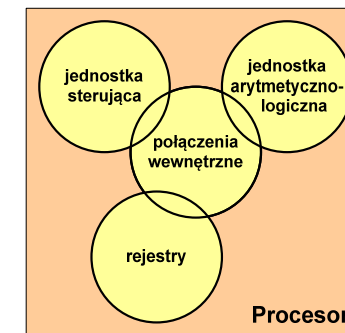 jednostka
sterująca
jednostka
arytmetyczno-
logiczna
połączenia
wewnętrzne
rejestry
Procesor